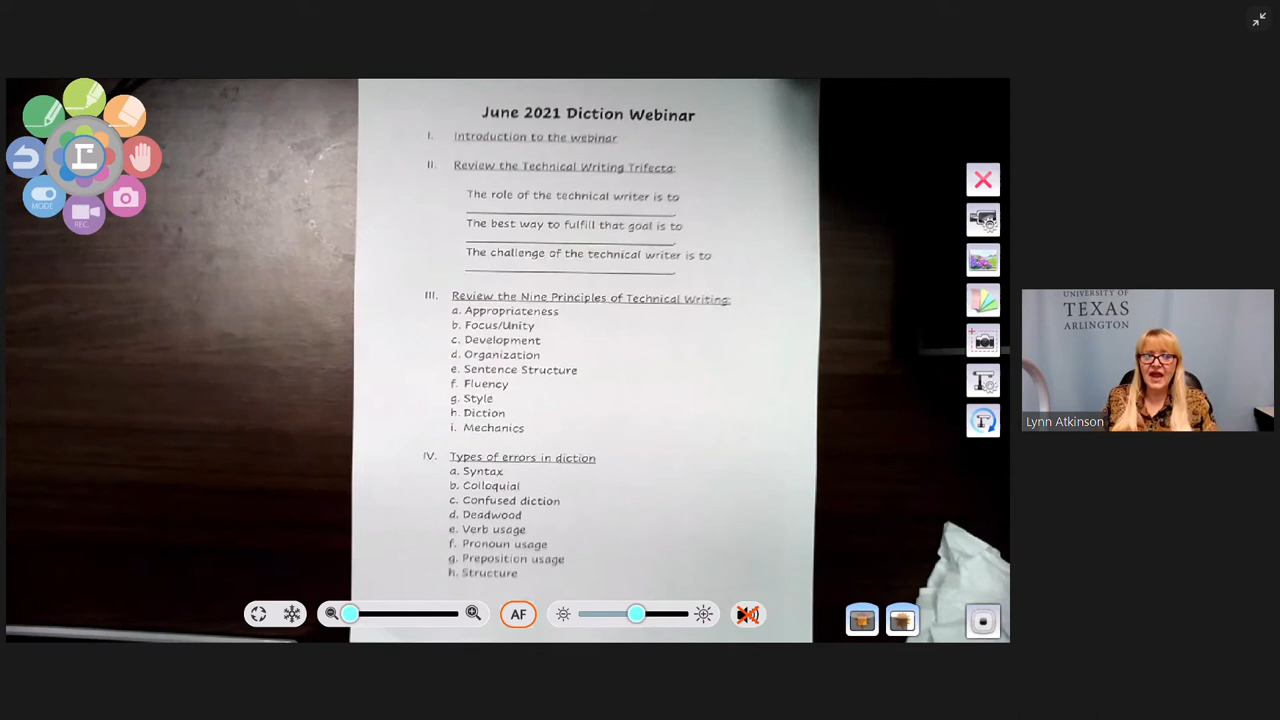 June 2021 Diction Webinar
I. Introduction to the webinar
II. Review the Technical Writing Trifecta:
The role of the technical writer is to
The best way to fulfill that goal is to
The challenge of the technical writer is to
III. Review the Nine Principles of Technical Writing:
a. Appropriateness
b. Focus/Unity
c. Development
d. Organization
e. Sentence Structure
f. Fluency
g. Style
h. Diction
i. Mechanics
IV. Types of errors in diction
a. Syntax
b. Colloquial
c. Confused diction
d. Deadwood
e. Verb usage
f. Pronoun usage
g. Preposition usage
h. Structure
MODE
REC.
AF
UNIVERSITY OF
TEXAS
ARLINGTON
Lynn Atkinson